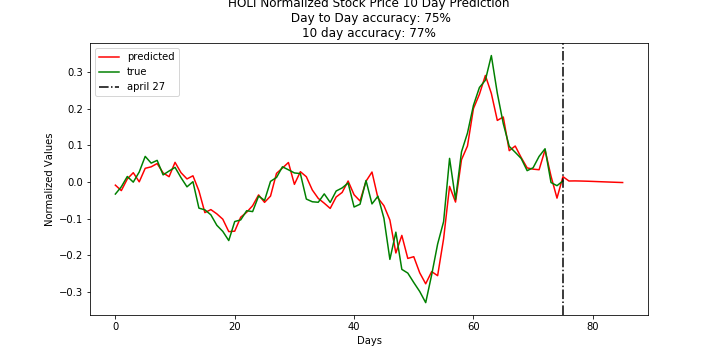 HOLI Normalized Stock Price 10 Day Prediction
Day to Day accuracy: 75%
10 day accuracy: 77%
predicted
true
april 27
Normalized Values
0.3
0.2
0.1
0.0
−0.1
−0.2
−0.3
0
20
40
60
80
Days